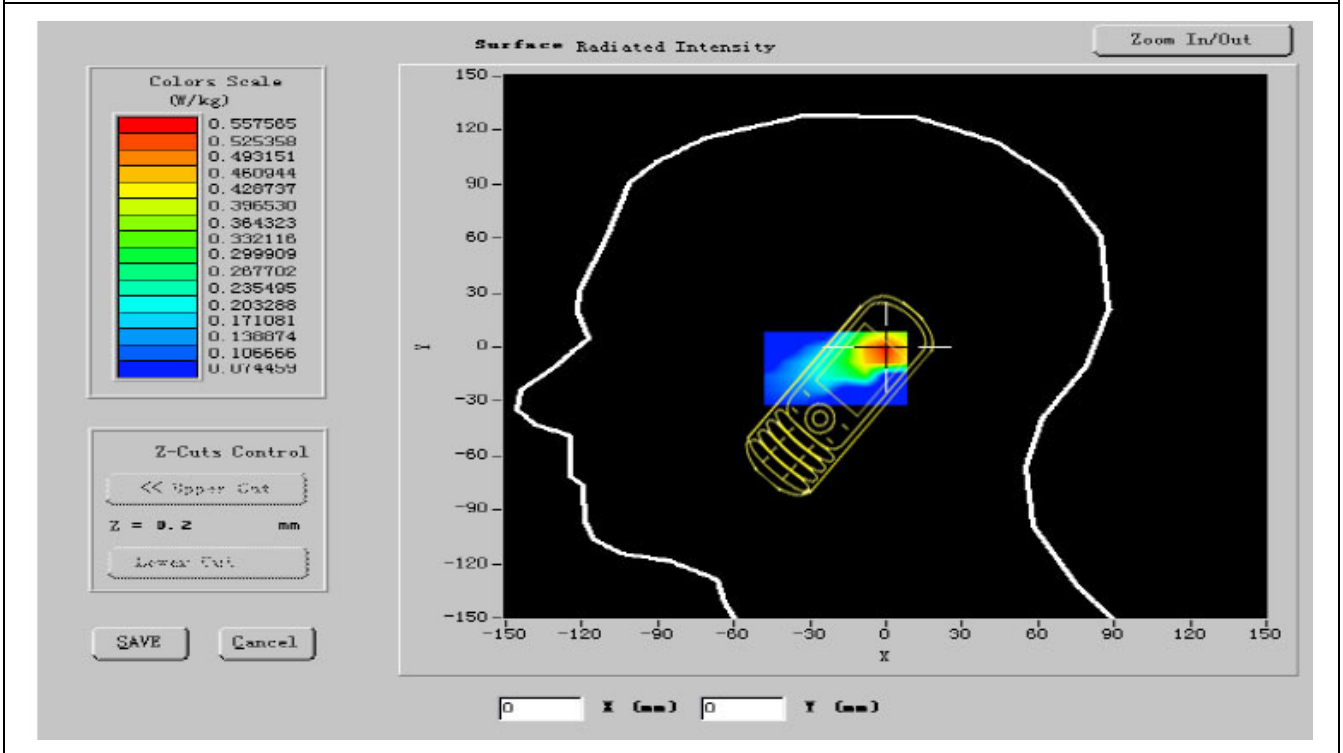 Surface Radiated Intensity
Zoom In/Out
Colors Scale
(W/kg)
0.557565
0.525358
0.493151
0.460944
0.428737
0.396530
0.364323
0.332116
0.299909
0.267702
0.235495
0.203288
0.171081
0.138874
0.106666
0.074459
Z-Cuts Control
<< Upper Cut
Z = 0.2 mm
Lower Cut
SAVE Cancel
150
120
90
60
30
0
-30
-60
-90
-120
-150
Y
-150 -120 -90 -60 -30 0 30 60 90 120 150
X
0 X (mm) 0 Y (mm)